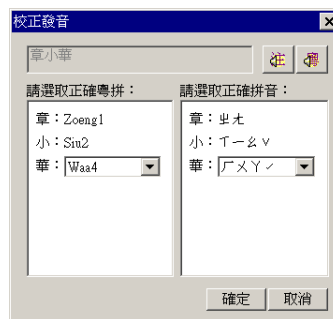 校正發音
章小華
請選取正確粵拼：
章：Zoeng1
小：Siu2
華：Waa4
請選取正確拼音：
章：ㄓㄤ
小：ㄒㄧㄠˇ
華：ㄏㄨㄚˊ
確定 取消